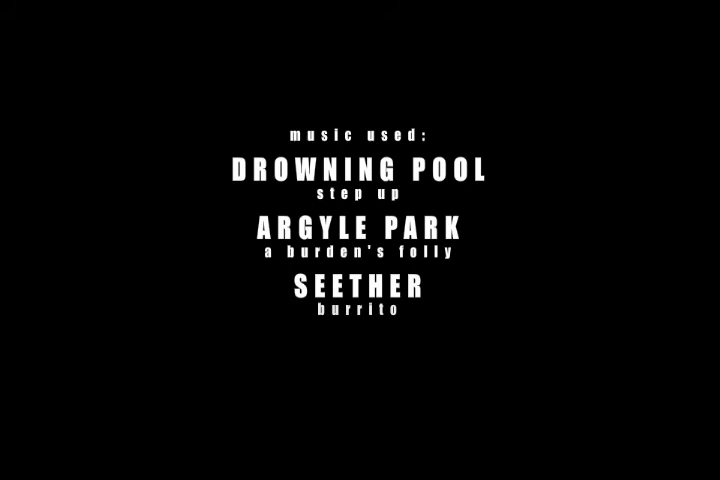 music used:
DROWNING POOL
step up
ARGYLE PARK
a burden's folly
SEETHER
burrito